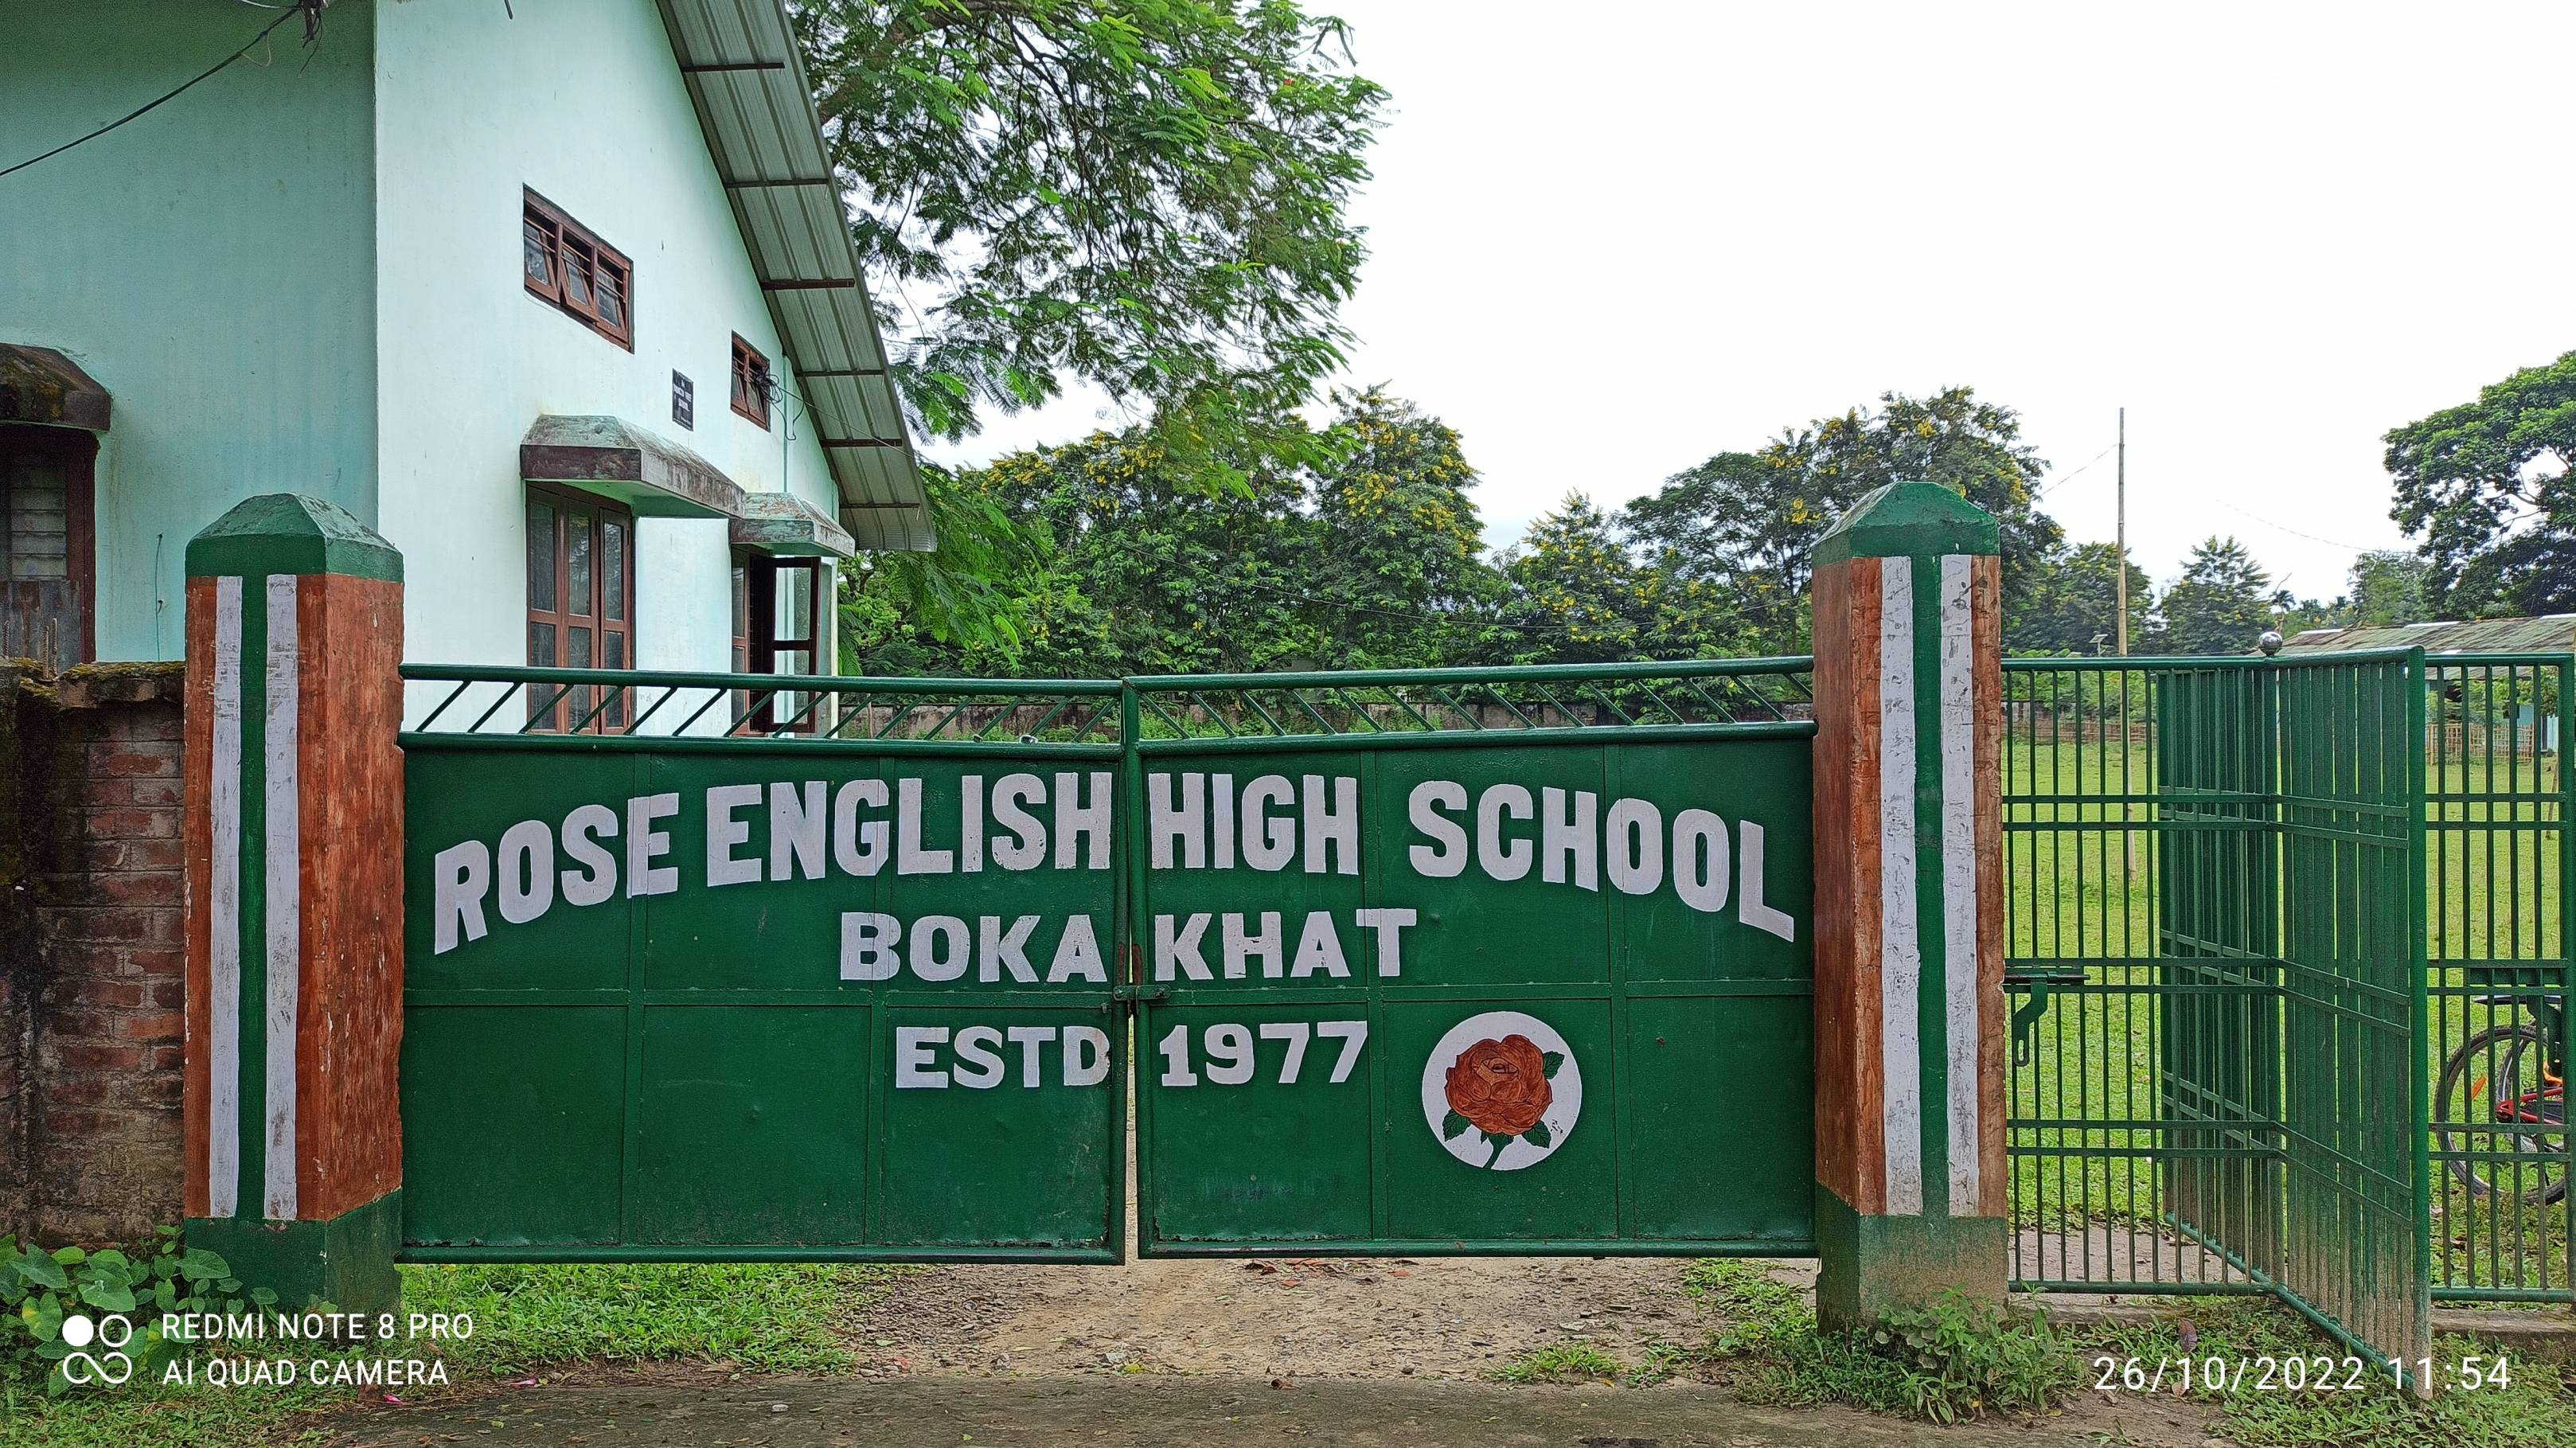 ROSE ENGLISH HIGH SCHOOL
BOKAKHAT
ESTD 1977
REDMI NOTE 8 PRO
AI QUAD CAMERA
26/10/2022 11:54